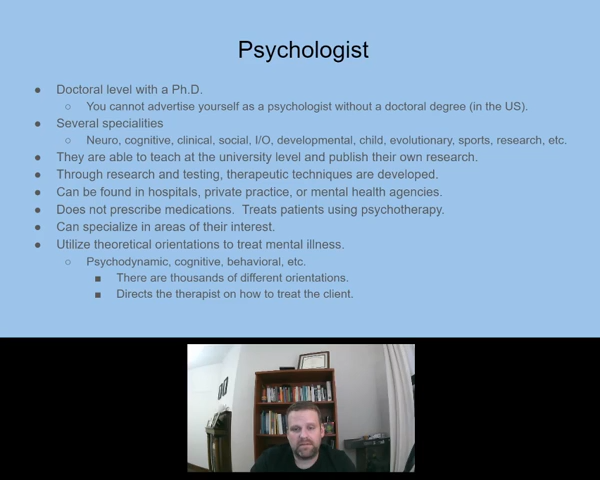 Psychologist
● Doctoral level with a Ph.D.
○ You cannot advertise yourself as a psychologist without a doctoral degree (in the US).
● Several specialities
○ Neuro, cognitive, clinical, social, I/O, developmental, child, evolutionary, sports, research, etc.
● They are able to teach at the university level and publish their own research.
● Through research and testing, therapeutic techniques are developed.
● Can be found in hospitals, private practice, or mental health agencies.
● Does not prescribe medications.  Treats patients using psychotherapy.
● Can specialize in areas of their interest.
● Utilize theoretical orientations to treat mental illness.
○ Psychodynamic, cognitive, behavioral, etc.
■ There are thousands of different orientations.
■ Directs the therapist on how to treat the client.